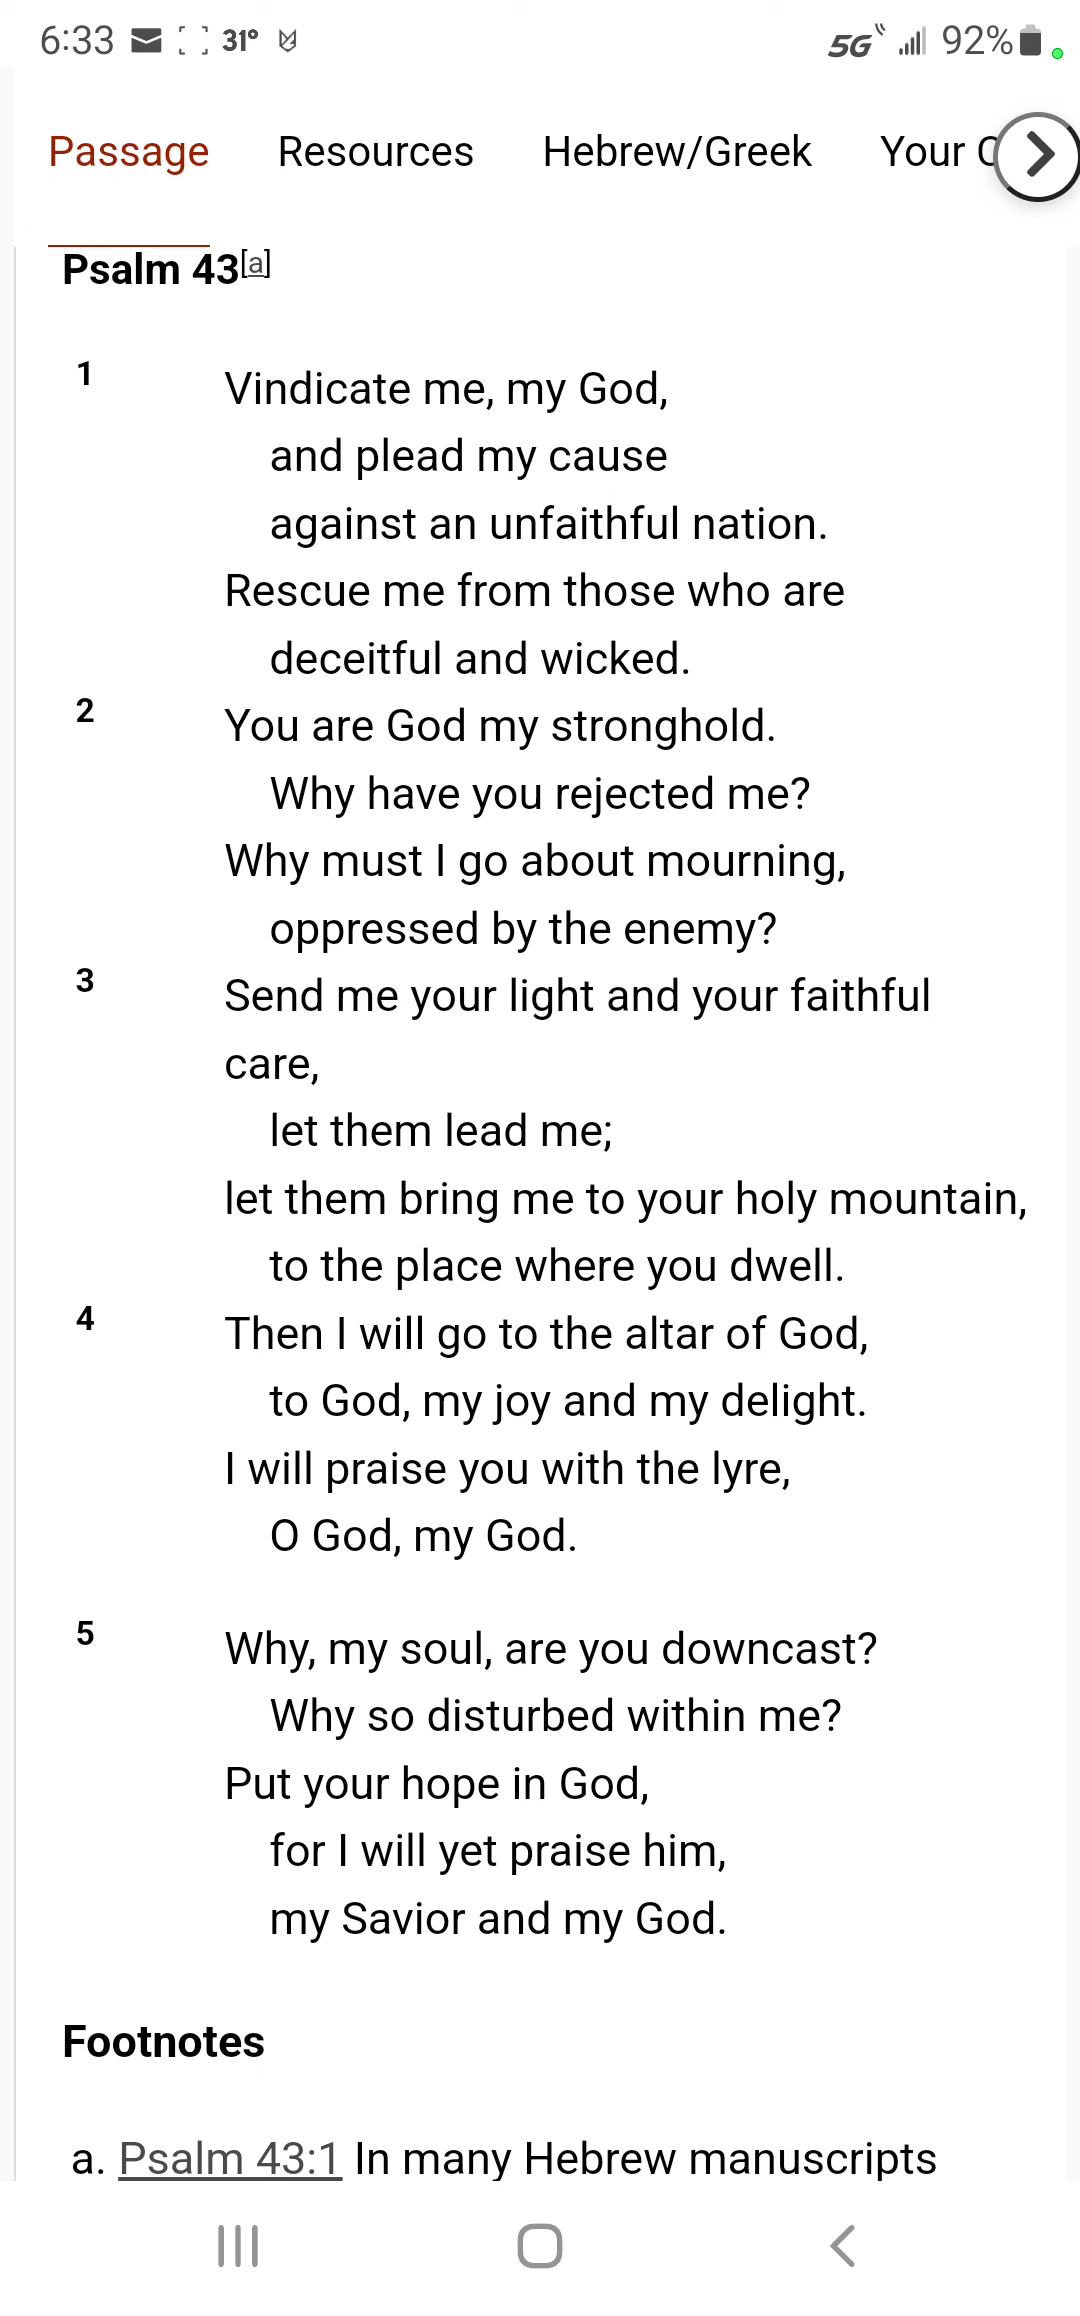 6:33 31° 5G 92%
Passage Resources Hebrew/Greek Your
Psalm 43[a]
1 Vindicate me, my God,
and plead my cause
against an unfaithful nation.
Rescue me from those who are
deceitful and wicked.
2 You are God my stronghold.
Why have you rejected me?
Why must I go about mourning,
oppressed by the enemy?
3 Send me your light and your faithful
care,
let them lead me;
let them bring me to your holy mountain,
to the place where you dwell.
4 Then I will go to the altar of God,
to God, my joy and my delight.
I will praise you with the lyre,
O God, my God.
5 Why, my soul, are you downcast?
Why so disturbed within me?
Put your hope in God,
for I will yet praise him,
my Savior and my God.
Footnotes
a. Psalm 43:1 In many Hebrew manuscripts